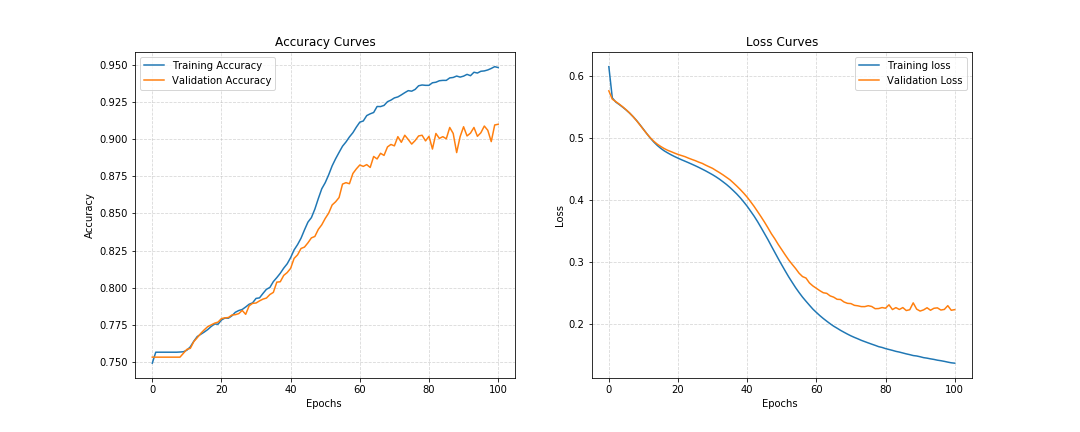 Accuracy Curves
Training Accuracy
Validation Accuracy
Accuracy
0.950
0.925
0.900
0.875
0.850
0.825
0.800
0.775
0.750
0 20 40 60 80 100
Epochs
Loss Curves
Training loss
Validation Loss
Loss
0.6
0.5
0.4
0.3
0.2
0 20 40 60 80 100
Epochs